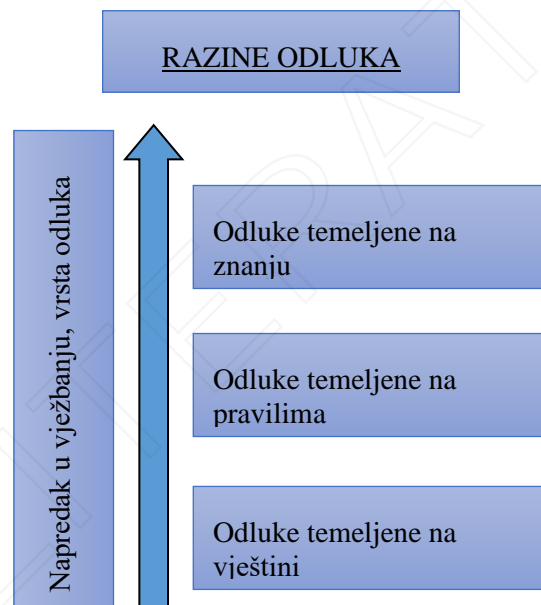 RAZINE ODLUKA
Napredak u vježbanju, vrsta odluka
Odluke temeljene na
znanju
Odluke temeljene na
pravilima
Odluke temeljene na
vještini